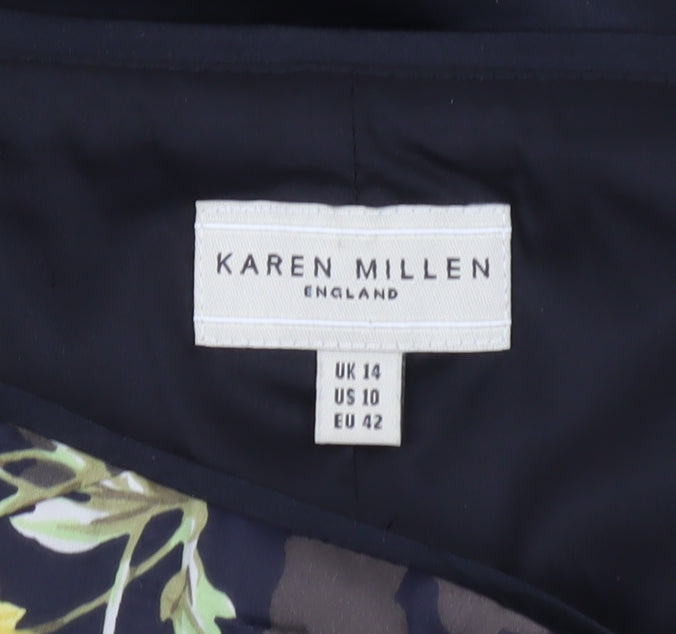 KAREN MILLEN
ENGLAND
UK 14
US 10
EU 42